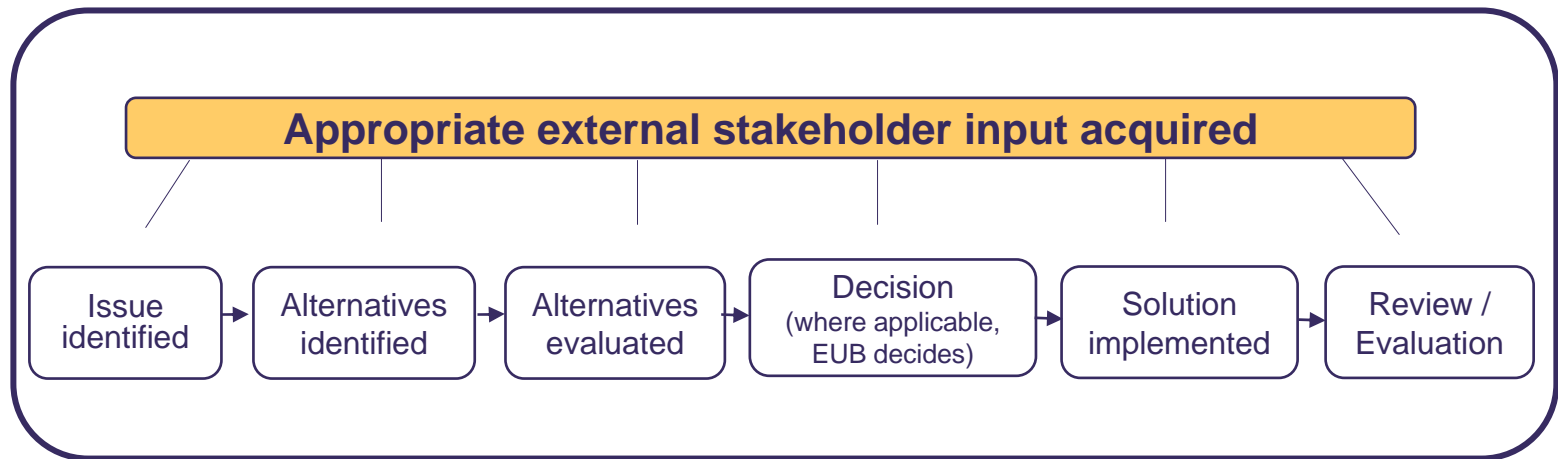 Appropriate external stakeholder input acquired
Issue
identified
Alternatives
identified
Alternatives
evaluated
Decision
(where applicable,
EUB decides)
Solution
implemented
Review /
Evaluation